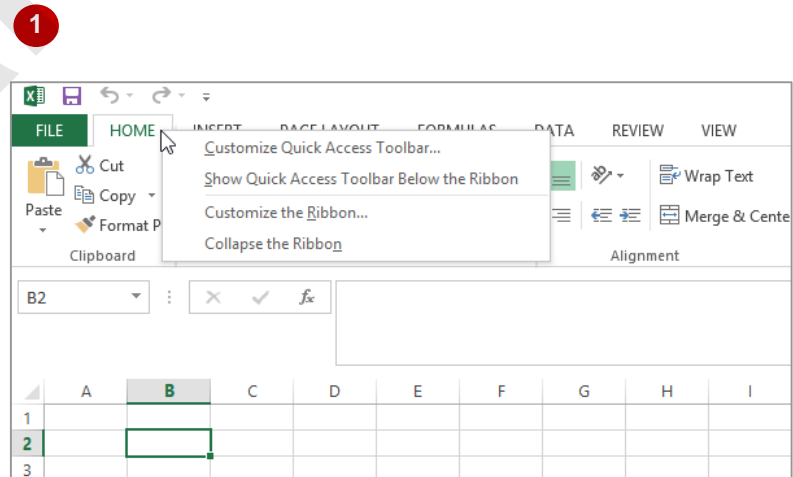 1
FILE HOME INSERT PAGE LAYOUT FORMULAS DATA REVIEW VIEW
Customize Quick Access Toolbar...
Show Quick Access Toolbar Below the Ribbon
Customize the Ribbon...
Collapse the Ribbon
Cut
Copy
Format P
Paste
Clipboard
Wrap Text
Merge & Cente
Alignment
B2
fx
A B C D E F G H I
1
2
3